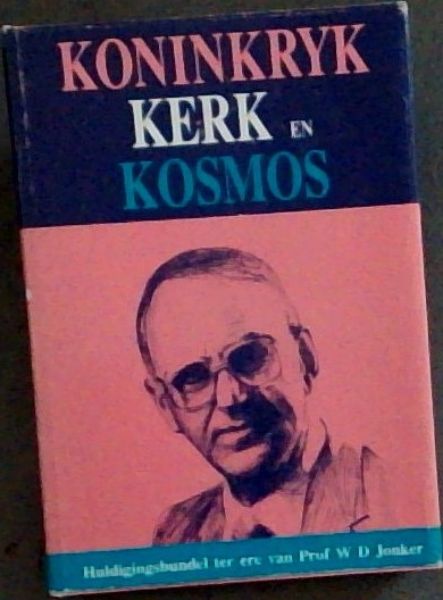 KONINKRYK
KERK EN
KOSMOS
Huldigingsbundel ter ere van Prof W D Jonker